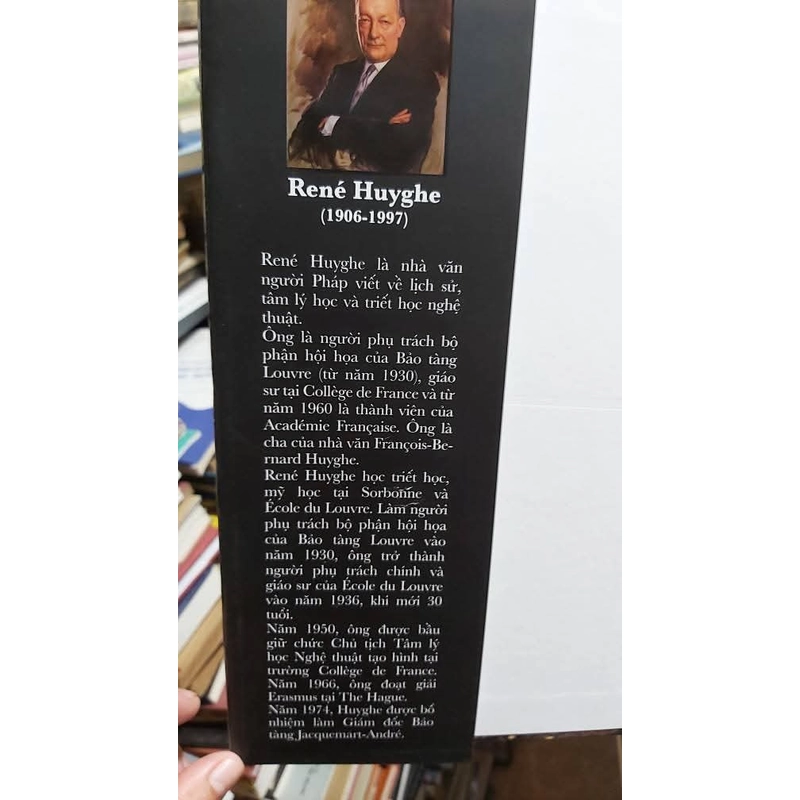 René Huyghe
(1906-1997)
René Huyghe là nhà văn
người Pháp viết về lịch sử,
tâm lý học và triết học nghệ
thuật.
Ông là người phụ trách bộ
phận hội họa của Bảo tàng
Louvre (từ năm 1930), giáo
sư tại Collège de France và từ
năm 1960 là thành viên của
Académie Française. Ông là
cha của nhà văn François-Be-
rnard Huyghe.
René Huyghe học triết học,
mỹ học tại Sorbonne và
École du Louvre. Làm người
phụ trách bộ phận hội họa
của Bảo tàng Louvre vào
năm 1930, ông trở thành
người phụ trách chính và
giáo sư của École du Louvre
vào năm 1936, khi mới 30
tuổi.
Năm 1950, ông được bầu
giữ chức Chủ tịch Tâm lý
học Nghệ thuật tạo hình tại
trường Collège de France.
Năm 1966, ông đoạt giải
Erasmus tại The Hague.
Năm 1974, Huyghe được bổ
nhiệm làm Giám đốc Bảo
tàng Jacquemart-André.